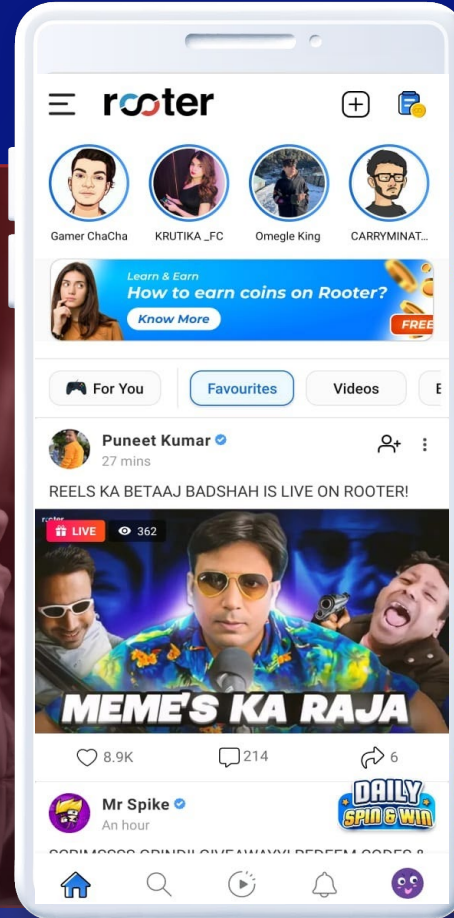 rooter
Gamer ChaCha
KRUTIKA _FC
Omegle King
CARRYMINAT...
Learn & Earn
How to earn coins on Rooter?
Know More
FREE
For You
Favourites
Videos
E
Puneet Kumar
27 mins
REELS KA BETAAJ BADSHAH IS LIVE ON ROOTER!
rooter
LIVE
362
MEME'S KA RAJA
8.9K
214
6
Mr Spike
An hour
DAILY
SPIN & WIN